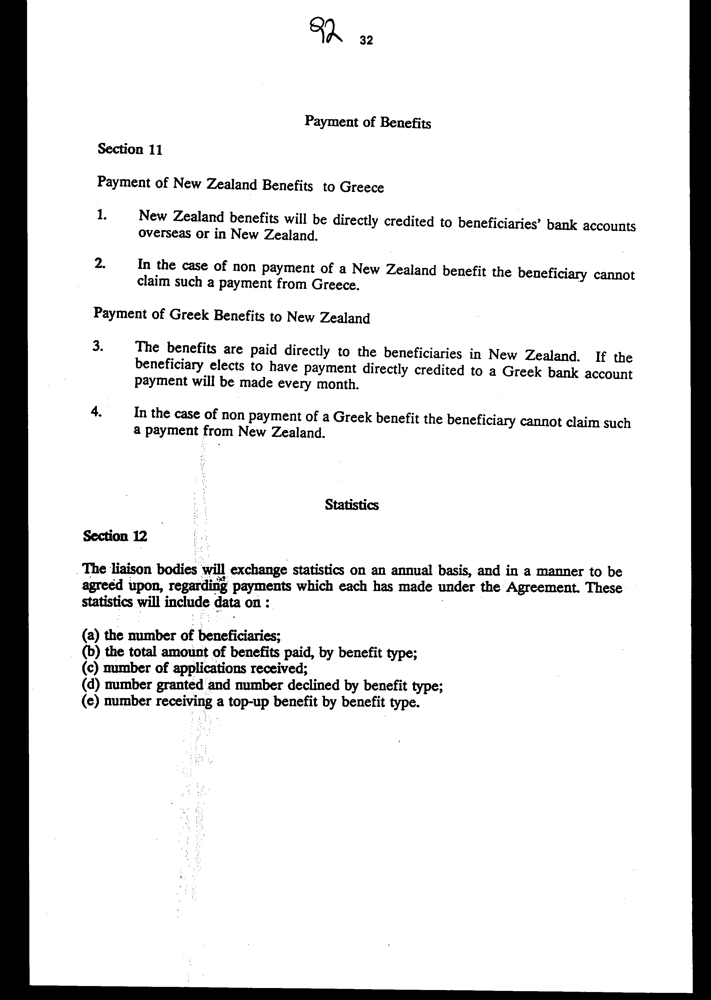 92 32
Payment of Benefits
Section 11
Payment of New Zealand Benefits to Greece
1. New Zealand benefits will be directly credited to beneficiaries' bank accounts
overseas or in New Zealand.
2. In the case of non payment of a New Zealand benefit the beneficiary cannot
claim such a payment from Greece.
Payment of Greek Benefits to New Zealand
3. The benefits are paid directly to the beneficiaries in New Zealand. If the
beneficiary elects to have payment directly credited to a Greek bank account
payment will be made every month.
4. In the case of non payment of a Greek benefit the beneficiary cannot claim such
a payment from New Zealand.
Statistics
Section 12
The liaison bodies will exchange statistics on an annual basis, and in a manner to be
agreed upon, regarding payments which each has made under the Agreement. These
statistics will include data on :
(a) the number of beneficiaries;
(b) the total amount of benefits paid, by benefit type;
(c) number of applications received;
(d) number granted and number declined by benefit type;
(e) number receiving a top-up benefit by benefit type.